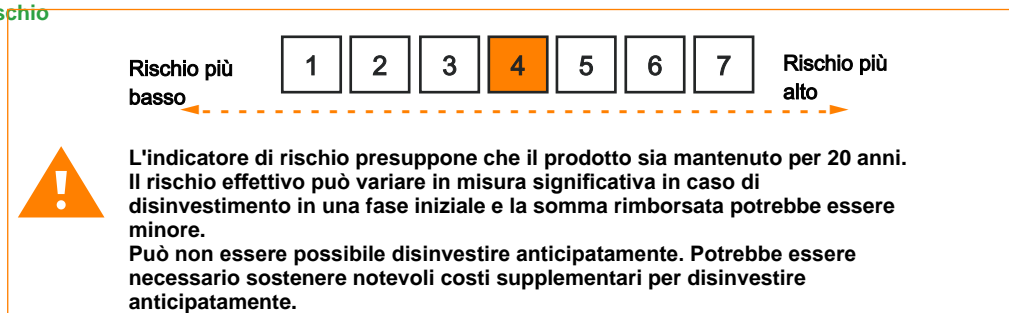 schio
Rischio più basso
1 2 3 4 5 6 7
Rischio più alto
L'indicatore di rischio presuppone che il prodotto sia mantenuto per 20 anni.
Il rischio effettivo può variare in misura significativa in caso di
disinvestimento in una fase iniziale e la somma rimborsata potrebbe essere
minore.
Può non essere possibile disinvestire anticipatamente. Potrebbe essere
necessario sostenere notevoli costi supplementari per disinvestire
anticipatamente.